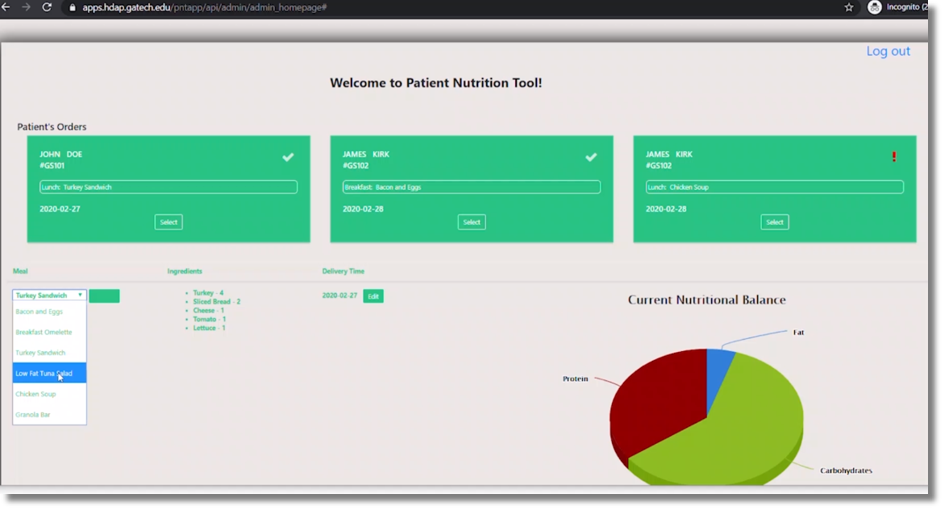 apps.hdap.gatech.edu/pntapp/api/admin/admin_homepage#
Incognito (2
Log out
Welcome to Patient Nutrition Tool!
Patient's Orders
JOHN DOE
#GS101
Lunch: Turkey Sandwich
2020-02-27
Select
JAMES KIRK
#GS102
Breakfast: Bacon and Eggs
2020-02-28
Select
JAMES KIRK
#GS102
Lunch: Chicken Soup
2020-02-28
Select
Meal
Ingredients
Delivery Time
Turkey Sandwich
Bacon and Eggs
Breakfast Omelette
Turkey Sandwich
Low Fat Tuna Salad
Chicken Soup
Granola Bar
Turkey - 4
Sliced Bread - 2
Cheese - 1
Tomato - 1
Lettuce - 1
2020-02-27
Edit
Current Nutritional Balance
Fat
Protein
Carbohydrates